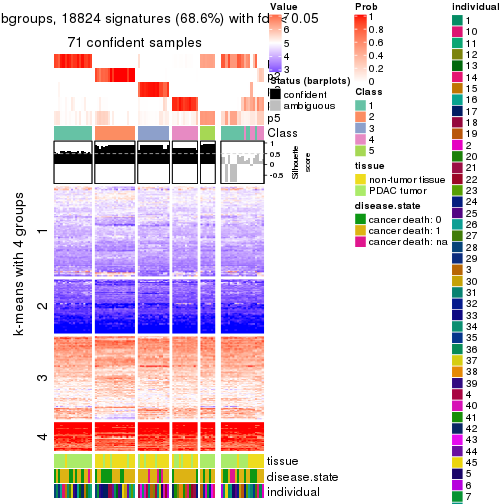 bgroups, 18824 signatures (68.6%) with fdr < 0.05
71 confident samples
p2
p5
Class
1
0.5
0
-0.5
Silhouette
score
k-means with 4 groups
1
2
3
4
tissue
disease.state
individual
Value
7
6
5
4
3
Status (barplots)
confident
ambiguous
Prob
1
0.8
0.6
0.4
0.2
0
Class
1
2
3
4
5
tissue
non-tumor tissue
PDAC tumor
disease.state
cancer death: 0
cancer death: 1
cancer death: na
individual
1
10
11
12
13
14
15
16
17
18
19
2
20
21
22
23
24
25
26
27
28
29
3
30
31
32
33
34
35
36
37
38
39
4
40
41
42
43
44
45
5
6
7